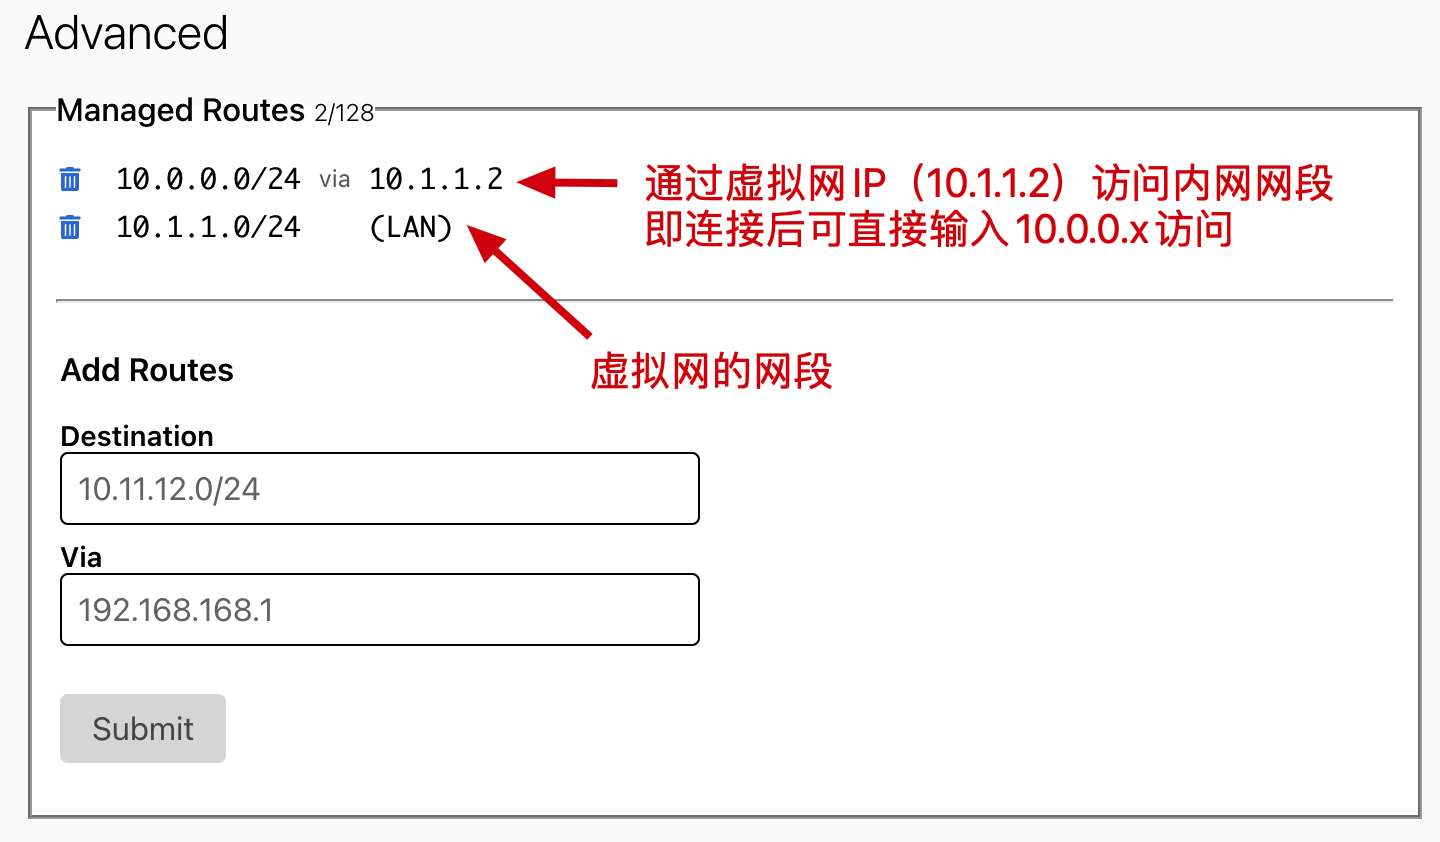 Advanced
Managed Routes 2/128
10.0.0.0/24 via 10.1.1.2
通过虚拟网IP（10.1.1.2）访问内网网段
10.1.1.0/24 (LAN)
即连接后可直接输入10.0.0.x访问
虚拟网的网段
Add Routes
Destination
10.11.12.0/24
Via
192.168.168.1
Submit